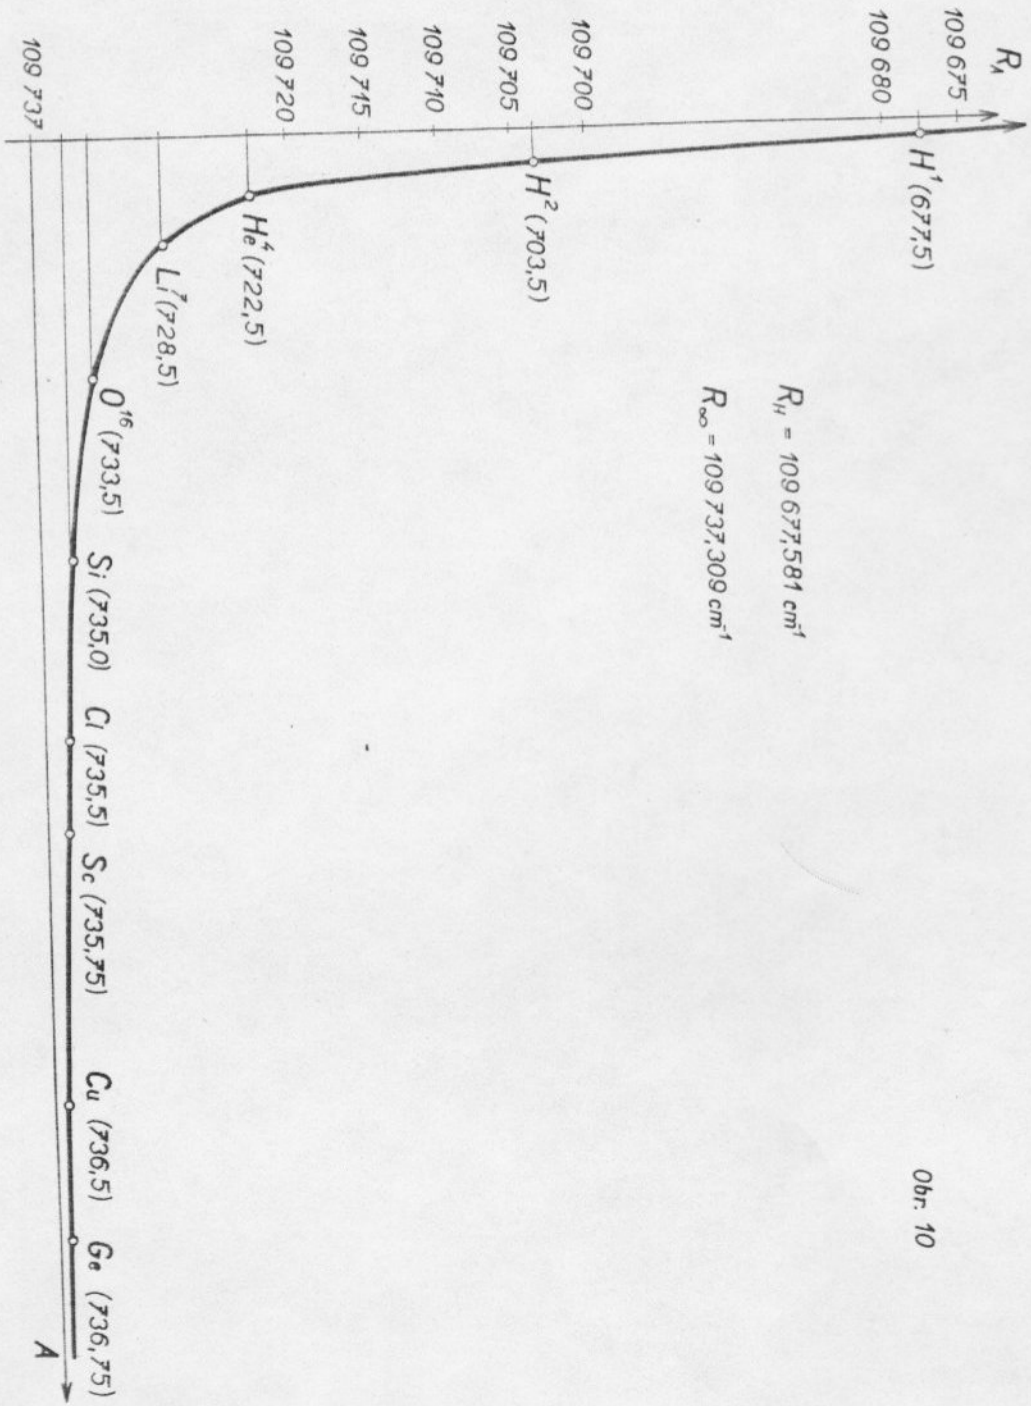 R_A
109 675
109 680
109 700
109 705
109 710
109 715
109 720
109 737
H¹ (677,5)
Obr. 10
R_H = 109 677,581 cm⁻¹
R_∞ = 109 737,309 cm⁻¹
H² (703,5)
He⁴ (722,5)
Li⁷ (728,5)
O¹⁶ (733,5)
Si (735,0)
Cl (735,5)
Sc (735,75)
Cu (736,5)
Ge (736,75)
A